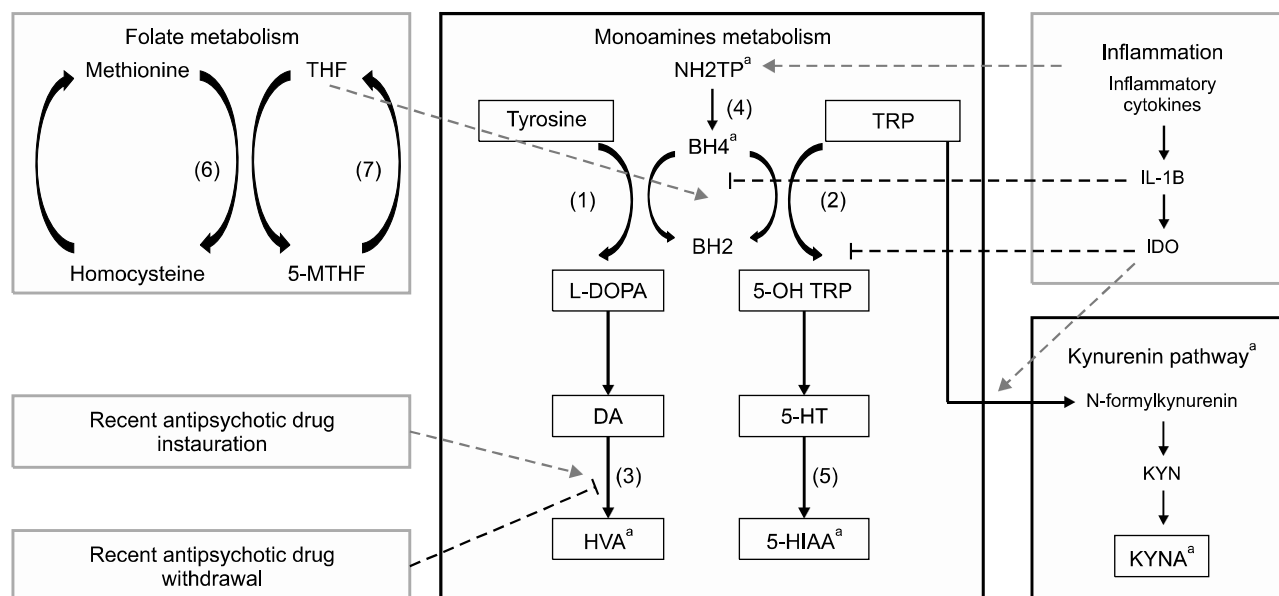 Folate metabolism
Methionine
THF
(6)
(7)
Homocysteine
5-MTHF
Recent antipsychotic drug
instauration
Recent antipsychotic drug
withdrawal
Monoamines metabolism
NH2TPa
(4)
Tyrosine
TRP
BH4a
(1)
(2)
BH2
L-DOPA
5-OH TRP
DA
5-HT
(3)
(5)
HVAa
5-HIAAa
Inflammation
Inflammatory
cytokines
IL-1B
IDO
Kynurenin pathwaya
N-formylkynurenin
KYN
KYNAa